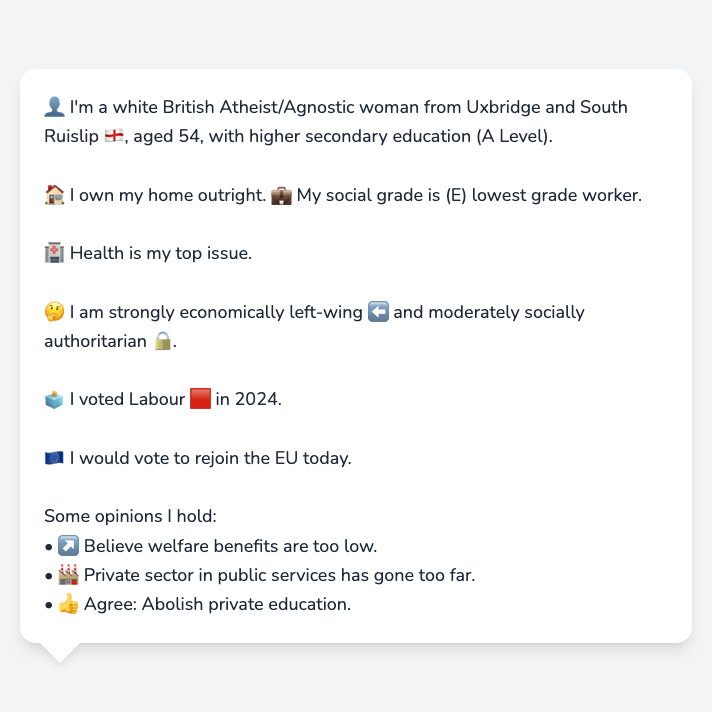 👤 I'm a white British Atheist/Agnostic woman from Uxbridge and South
Ruislip 🏴󠁧󠁢󠁥󠁮󠁧󠁿, aged 54, with higher secondary education (A Level).
🏠 I own my home outright. 💼 My social grade is (E) lowest grade worker.
🏥 Health is my top issue.
🤔 I am strongly economically left-wing ⬅️ and moderately socially
authoritarian 🔒.
🗳️ I voted Labour 🟥 in 2024.
🇪🇺 I would vote to rejoin the EU today.
Some opinions I hold:
• ↗️ Believe welfare benefits are too low.
• 🏭 Private sector in public services has gone too far.
• 👍 Agree: Abolish private education.